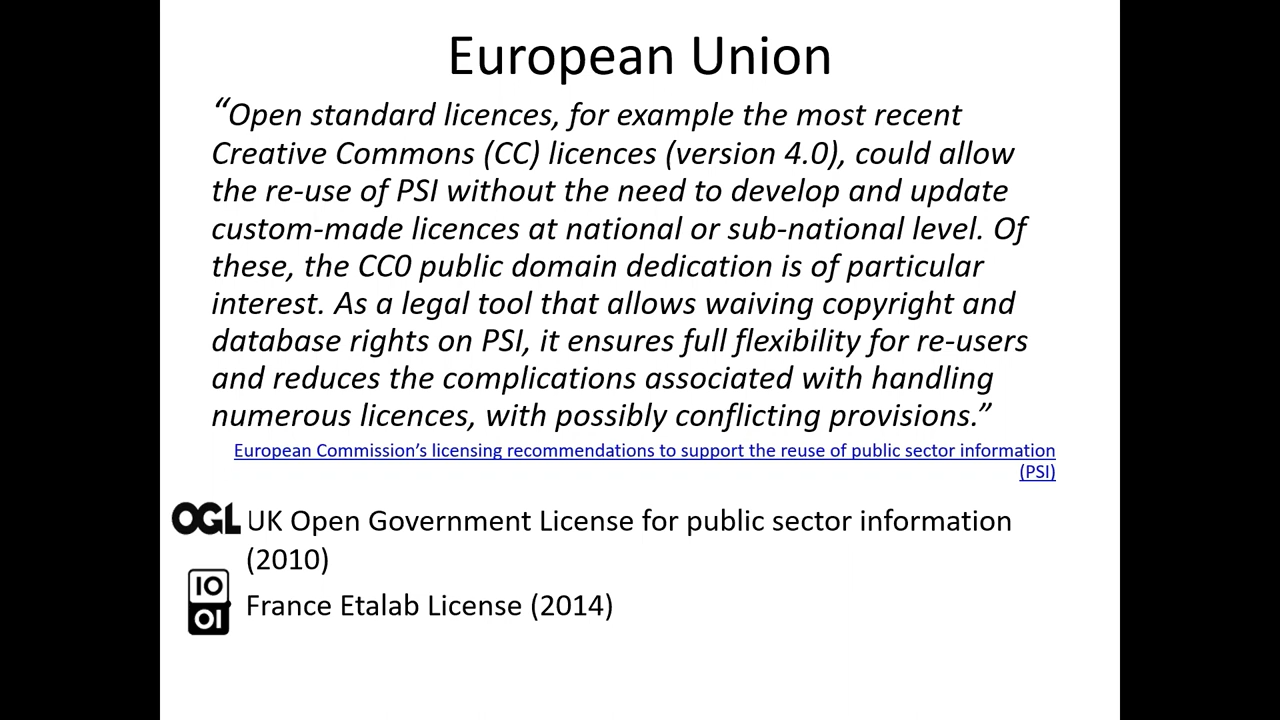 European Union
“Open standard licences, for example the most recent
Creative Commons (CC) licences (version 4.0), could allow
the re-use of PSI without the need to develop and update
custom-made licences at national or sub-national level. Of
these, the CC0 public domain dedication is of particular
interest. As a legal tool that allows waiving copyright and
database rights on PSI, it ensures full flexibility for re-users
and reduces the complications associated with handling
numerous licences, with possibly conflicting provisions.”
European Commission’s licensing recommendations to support the reuse of public sector information
(PSI)
OGL UK Open Government License for public sector information
(2010)
IO
OI
France Etalab License (2014)